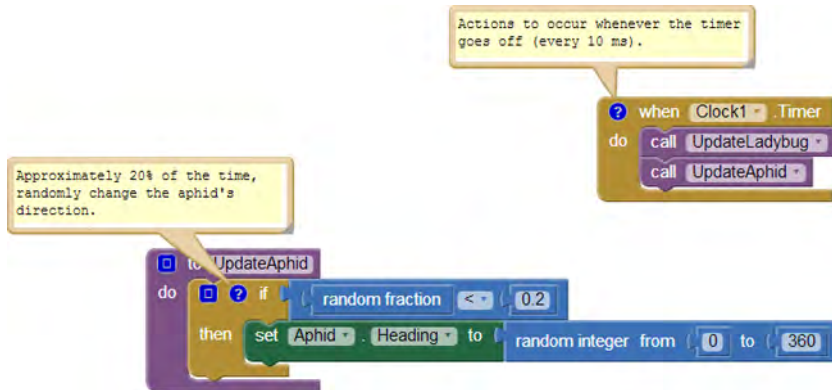 Actions to occur whenever the timer
goes off (every 10 ms).
? when Clock1 .Timer
do call UpdateLadybug
call UpdateAphid
Approximately 20% of the time,
randomly change the aphid's
direction.
to UpdateAphid
do ? if random fraction < 0.2
then set Aphid . Heading to random integer from 0 to 360